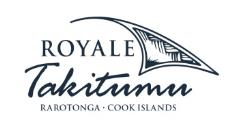 ROYALE
Takitumu
RAROTONGA · COOK ISLANDS